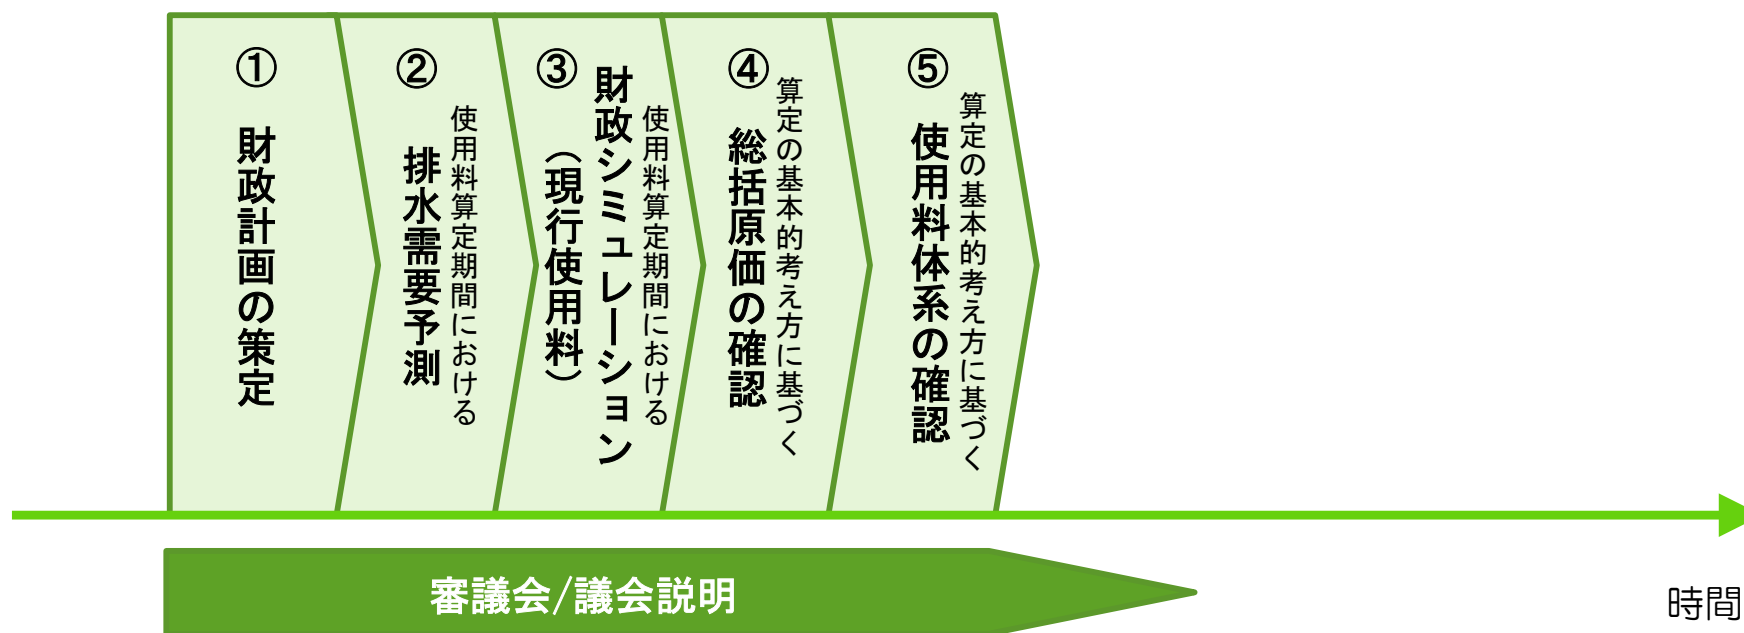 ①
財政計画の策定
②
使用料算定期間における
排水需要予測
③
使用料算定期間における
財政シミュレーション
（現行使用料）
④
算定の基本的考え方に基づく
総括原価の確認
⑤
算定の基本的考え方に基づく
使用料体系の確認
審議会/議会説明
時間